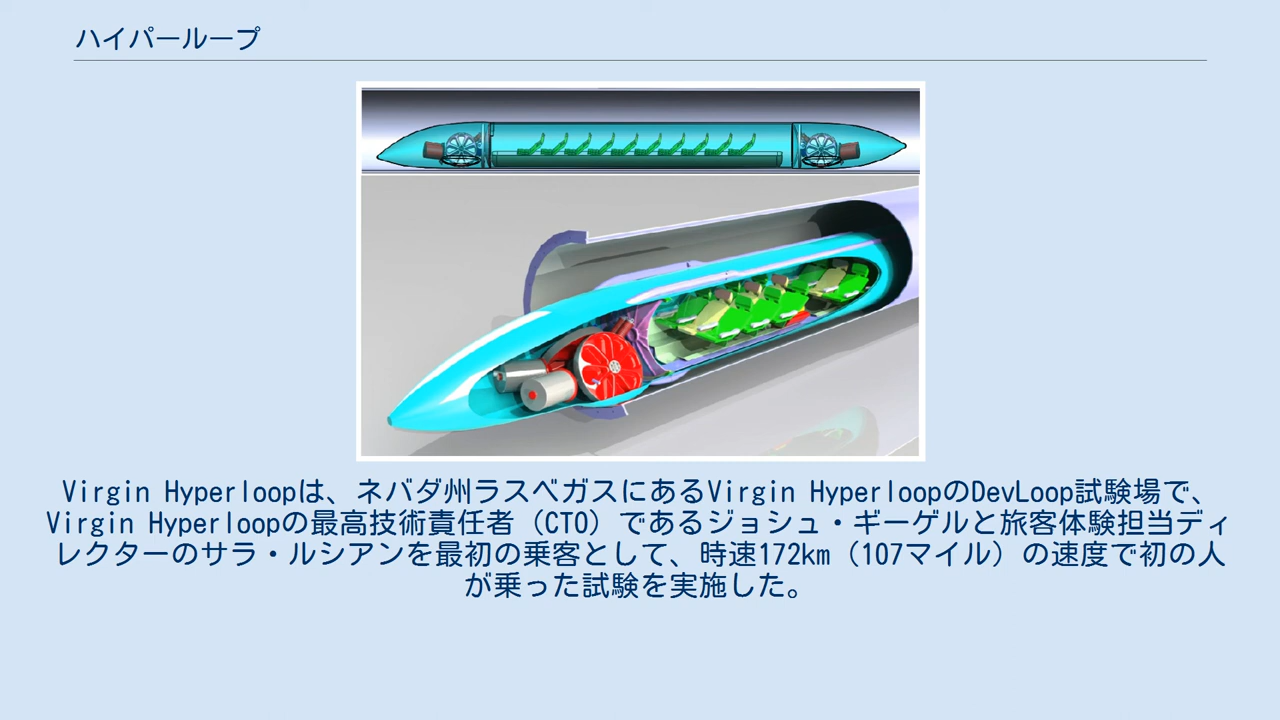 ハイパーループ
Virgin Hyperloopは、ネバダ州ラスベガスにあるVirgin HyperloopのDevLoop試験場で、
Virgin Hyperloopの最高技術責任者（CTO）であるジョシュ・ギーゲルと旅客体験担当ディ
レクターのサラ・ルシアンを最初の乗客として、時速172km（107マイル）の速度で初の人
が乗った試験を実施した。